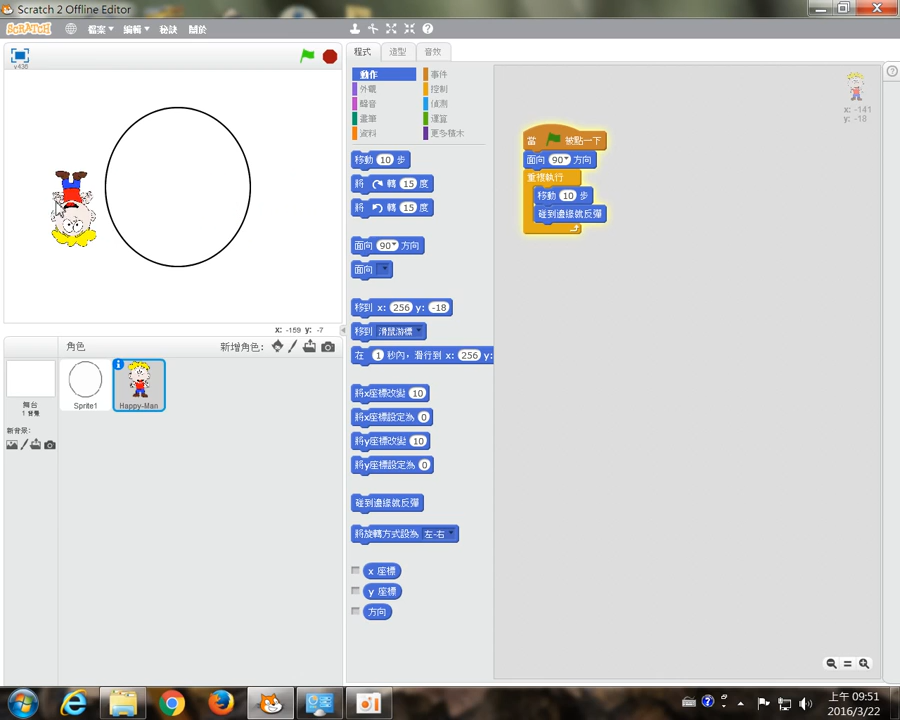 Scratch 2 Offline Editor
SCRATCH 檔案▼ 編輯▼ 秘訣 關於
v438
程式 造型 音效
動作 事件
外觀 控制
聲音 偵測
畫筆 運算
資料 更多積木
移動 10 步
將 轉 15 度
將 轉 15 度
面向 90▼ 方向
面向
移到 x: 256 y: -18
移到 滑鼠游標
在 1 秒內,滑行到 x: 256 y:
將x座標改變 10
將x座標設定為 0
將y座標改變 10
將y座標設定為 0
碰到邊緣就反彈
將旋轉方式設為 左-右
x 座標
y 座標
方向
x: -141
y: -18
當 被點一下
面向 90▼ 方向
重複執行
移動 10 步
碰到邊緣就反彈
x: -159 y: -7
角色 新增角色:
舞台
1 背景
新背景:
Sprite1
Happy-Man
上午 09:51
2016/3/22